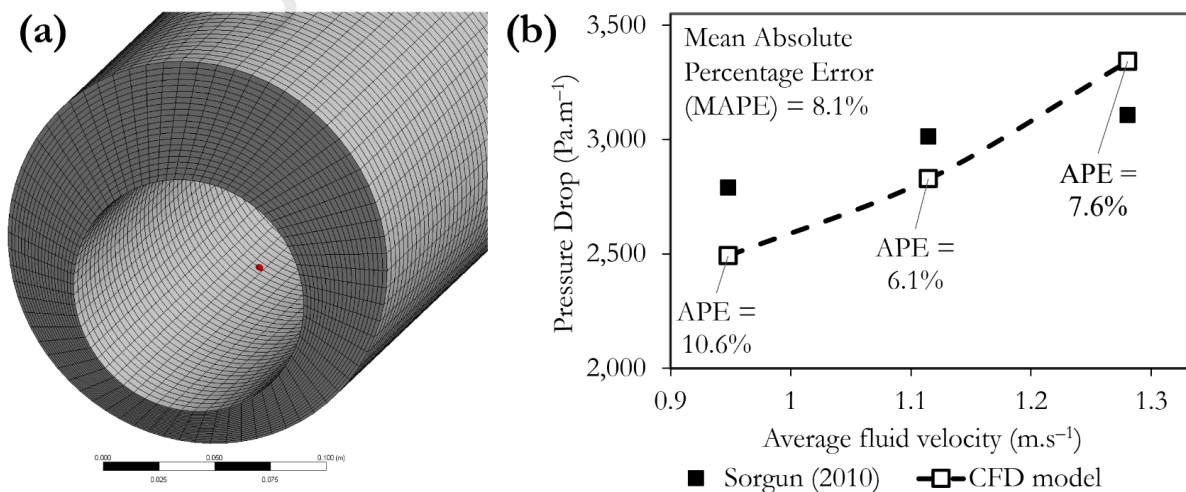 (a)
0.000
0.050
0.100 (m)
0.025
0.075
(b)
Mean Absolute
Percentage Error
(MAPE) = 8.1%
Pressure Drop (Pa.m⁻¹)
3,500
3,000
2,500
2,000
APE =
10.6%
APE =
6.1%
APE =
7.6%
0.9
1
1.1
1.2
1.3
Average fluid velocity (m.s⁻¹)
Sorgun (2010)
CFD model